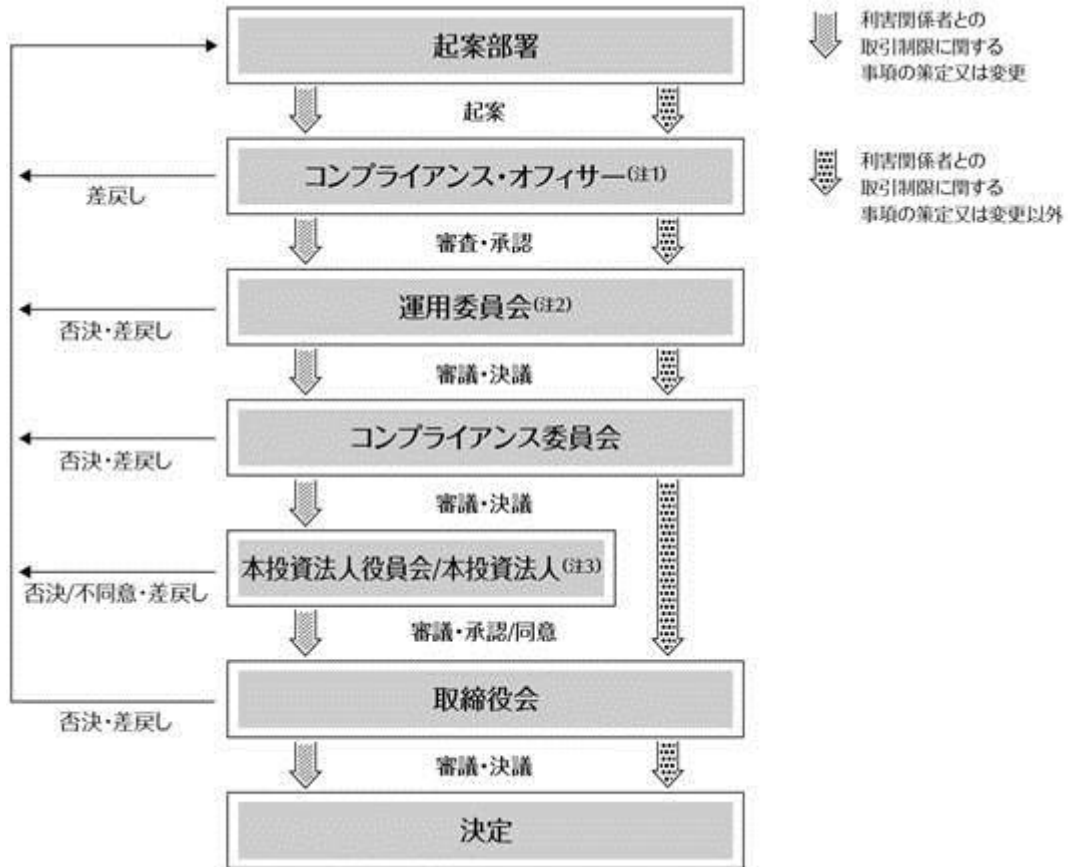 起案部署
利害関係者との
取引制限に関する
事項の策定又は変更
起案
コンプライアンス・オフィサー(注1)
差戻し
利害関係者との
取引制限に関する
事項の策定又は変更以外
審査・承認
運用委員会(注2)
否決・差戻し
審議・決議
コンプライアンス委員会
否決・差戻し
審議・決議
本投資法人役員会/本投資法人(注3)
否決/不同意・差戻し
審議・承認/同意
取締役会
否決・差戻し
審議・決議
決定